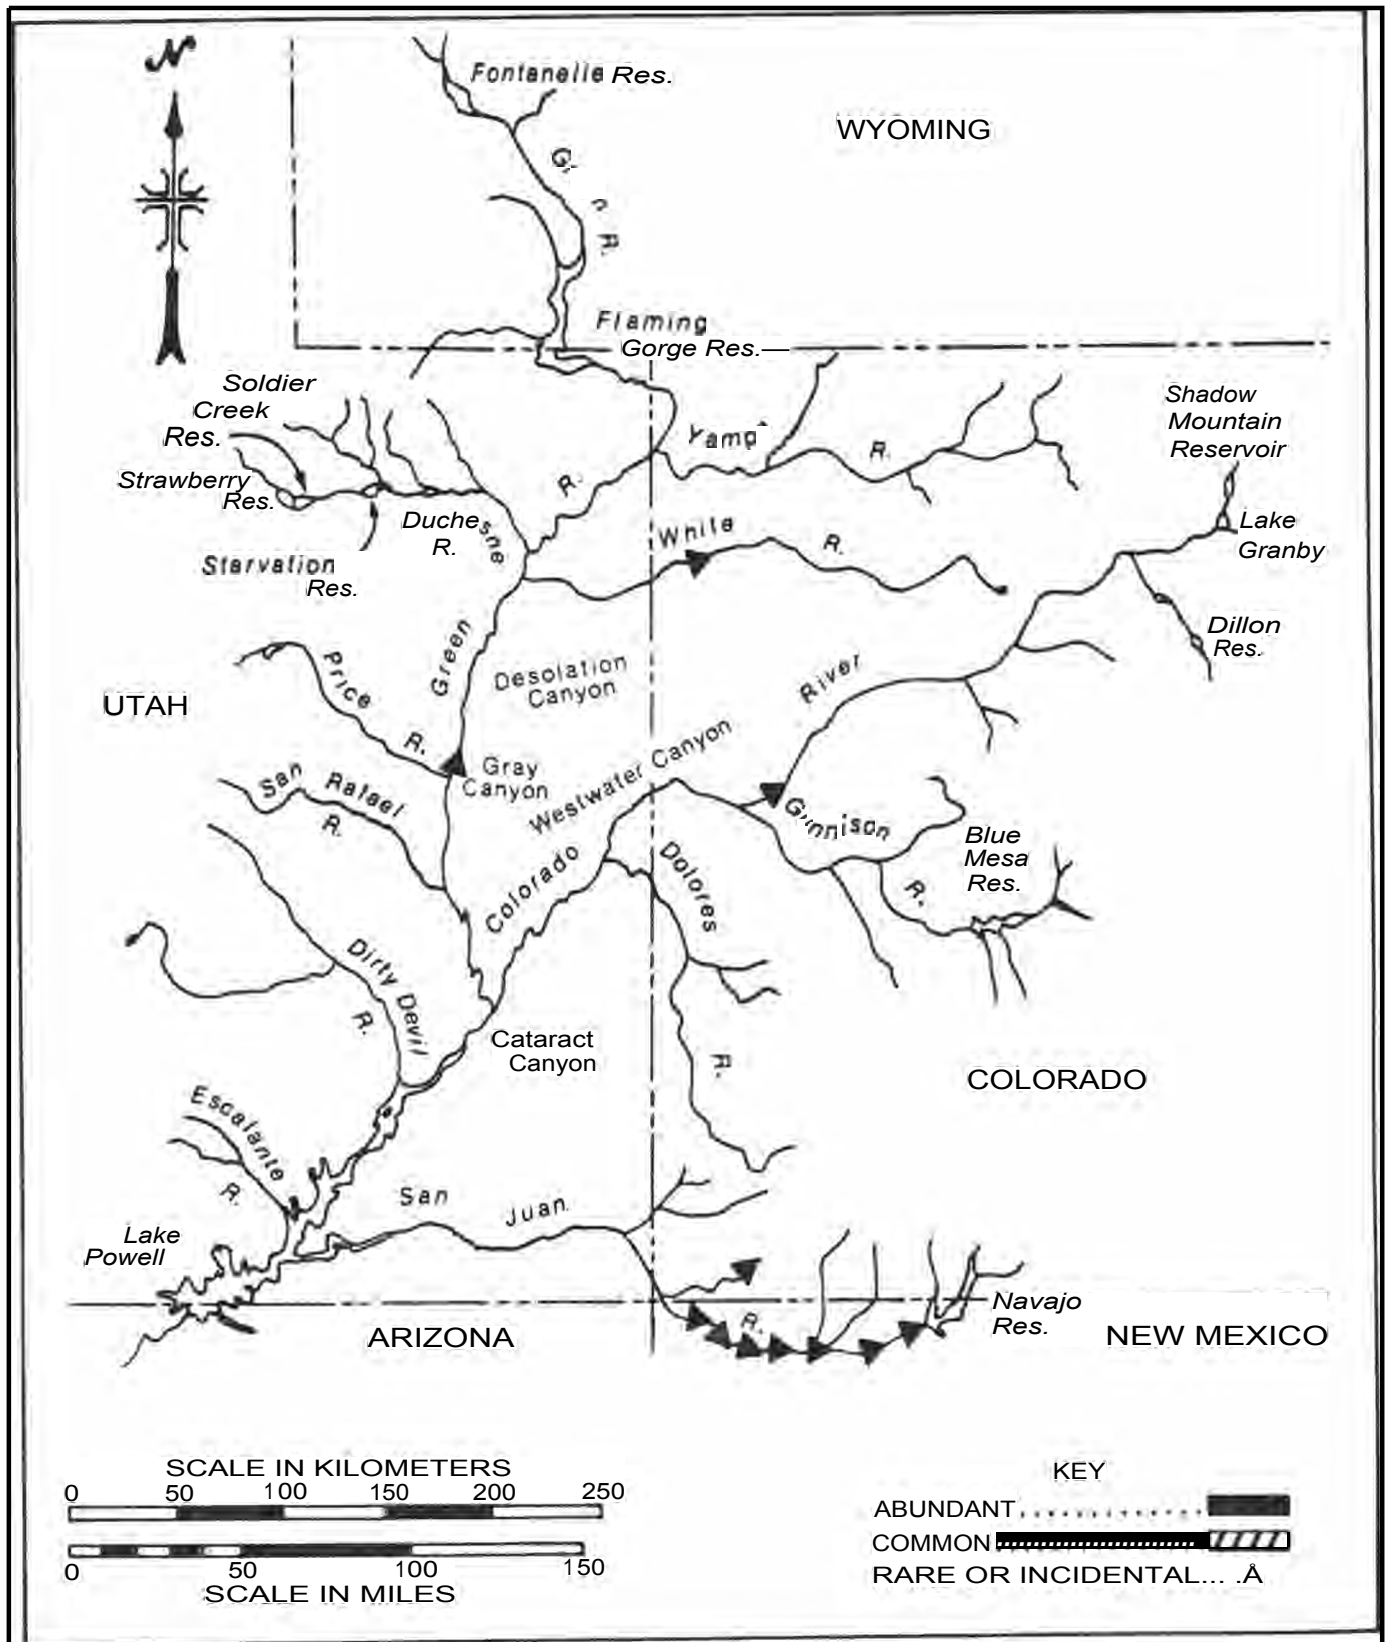 N
Fontenelle Res.
WYOMING
R.
Flaming
Gorge Res.—
Soldier
Creek
Res.
Strawberry
Res.
Starvation
Res.
Duchesne
R.
R.
R.
Shadow
Mountain
Reservoir
Lake
Granby
Dillon
Res.
White
R.
Green
Desolation
Canyon
River
UTAH
Price
R.
Gray
Canyon
Westwater Canyon
San Rafael
R.
Colorado
Dolores
Blue
Mesa
Res.
R.
Dirty Devil
R.
Cataract
Canyon
R.
COLORADO
Escalante
R.
San Juan
Lake
Powell
R.
Navajo
Res.
ARIZONA
NEW MEXICO
SCALE IN KILOMETERS
0 50 100 150 200 250
0 50 100 150
SCALE IN MILES
KEY
ABUNDANT
COMMON
RARE OR INCIDENTAL... .Å